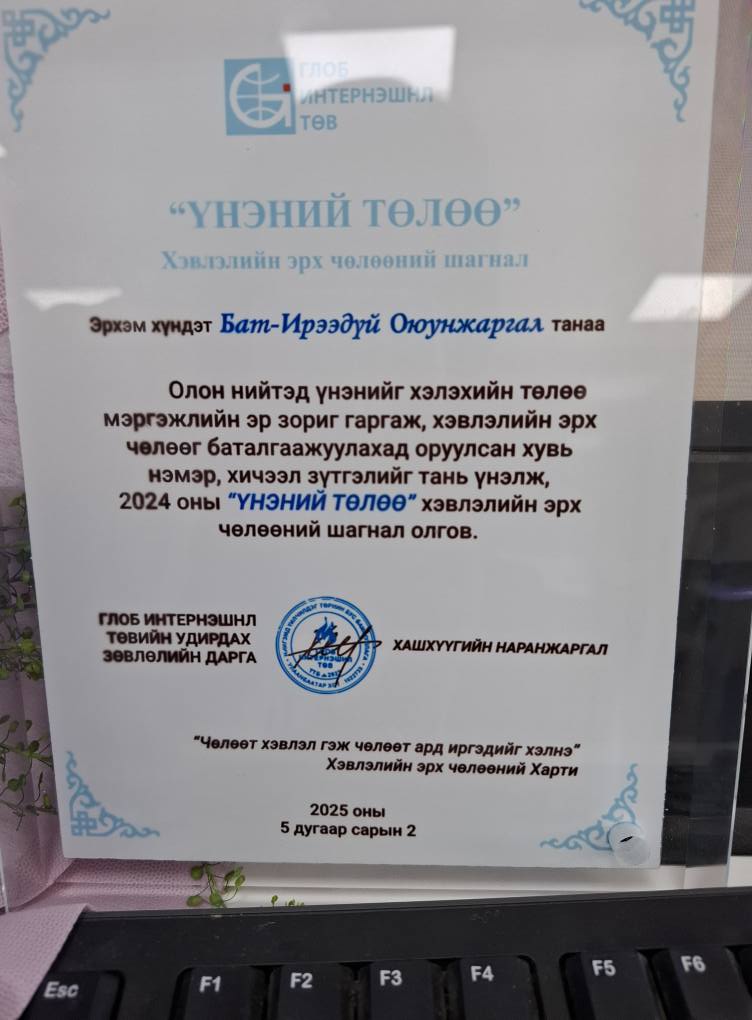 ГЛОБ
ИНТЕРНЭШНЛ
ТӨВ
“ҮНЭНИЙ ТӨЛӨӨ”
Хэвлэлийн эрх чөлөөний шагнал
Эрхэм хүндэт Бат-Ирээдүй Оюунжаргал танаа
Олон нийтэд үнэнийг хэлэхийн төлөө
мэргэжлийн эр зориг гаргаж, хэвлэлийн эрх
чөлөөг баталгаажуулахад оруулсан хувь
нэмэр, хичээл зүтгэлийг тань үнэлж,
2024 оны “ҮНЭНИЙ ТӨЛӨӨ” хэвлэлийн эрх
чөлөөний шагнал олгов.
ГЛОБ ИНТЕРНЭШНЛ
ТӨВИЙН УДИРДАХ
ЗӨВЛӨЛИЙН ДАРГА
ХАШХҮҮГИЙН НАРАНЖАРГАЛ
“Чөлөөт хэвлэл гэж чөлөөт ард иргэдийг хэлнэ”
Хэвлэлийн эрх чөлөөний Харти
2025 оны
5 дугаар сарын 2
Esc F1 F2 F3 F4 F5 F6